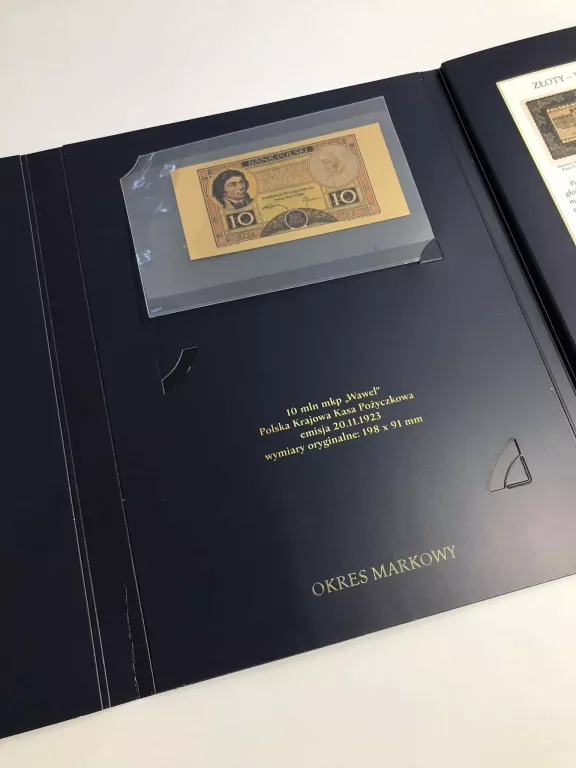 BANK POLSKI
10
10
10 mln mkp „Wawel"
Polska Krajowa Kasa Pożyczkowa
emisja 20.11.1923
wymiary oryginalne: 198 x 91 mm
OKRES MARKOWY
ZŁOTY –